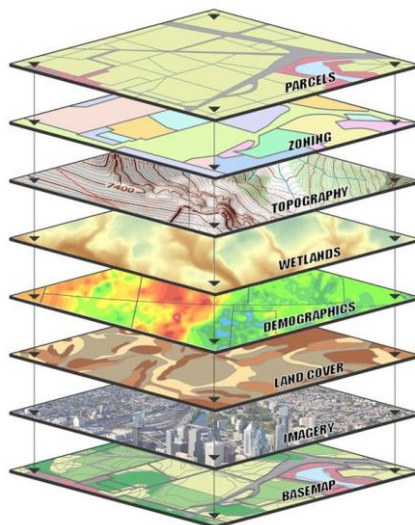 PARCELS
ZONING
7400
TOPOGRAPHY
WETLANDS
DEMOGRAPHICS
LAND COVER
IMAGERY
BASEMAP